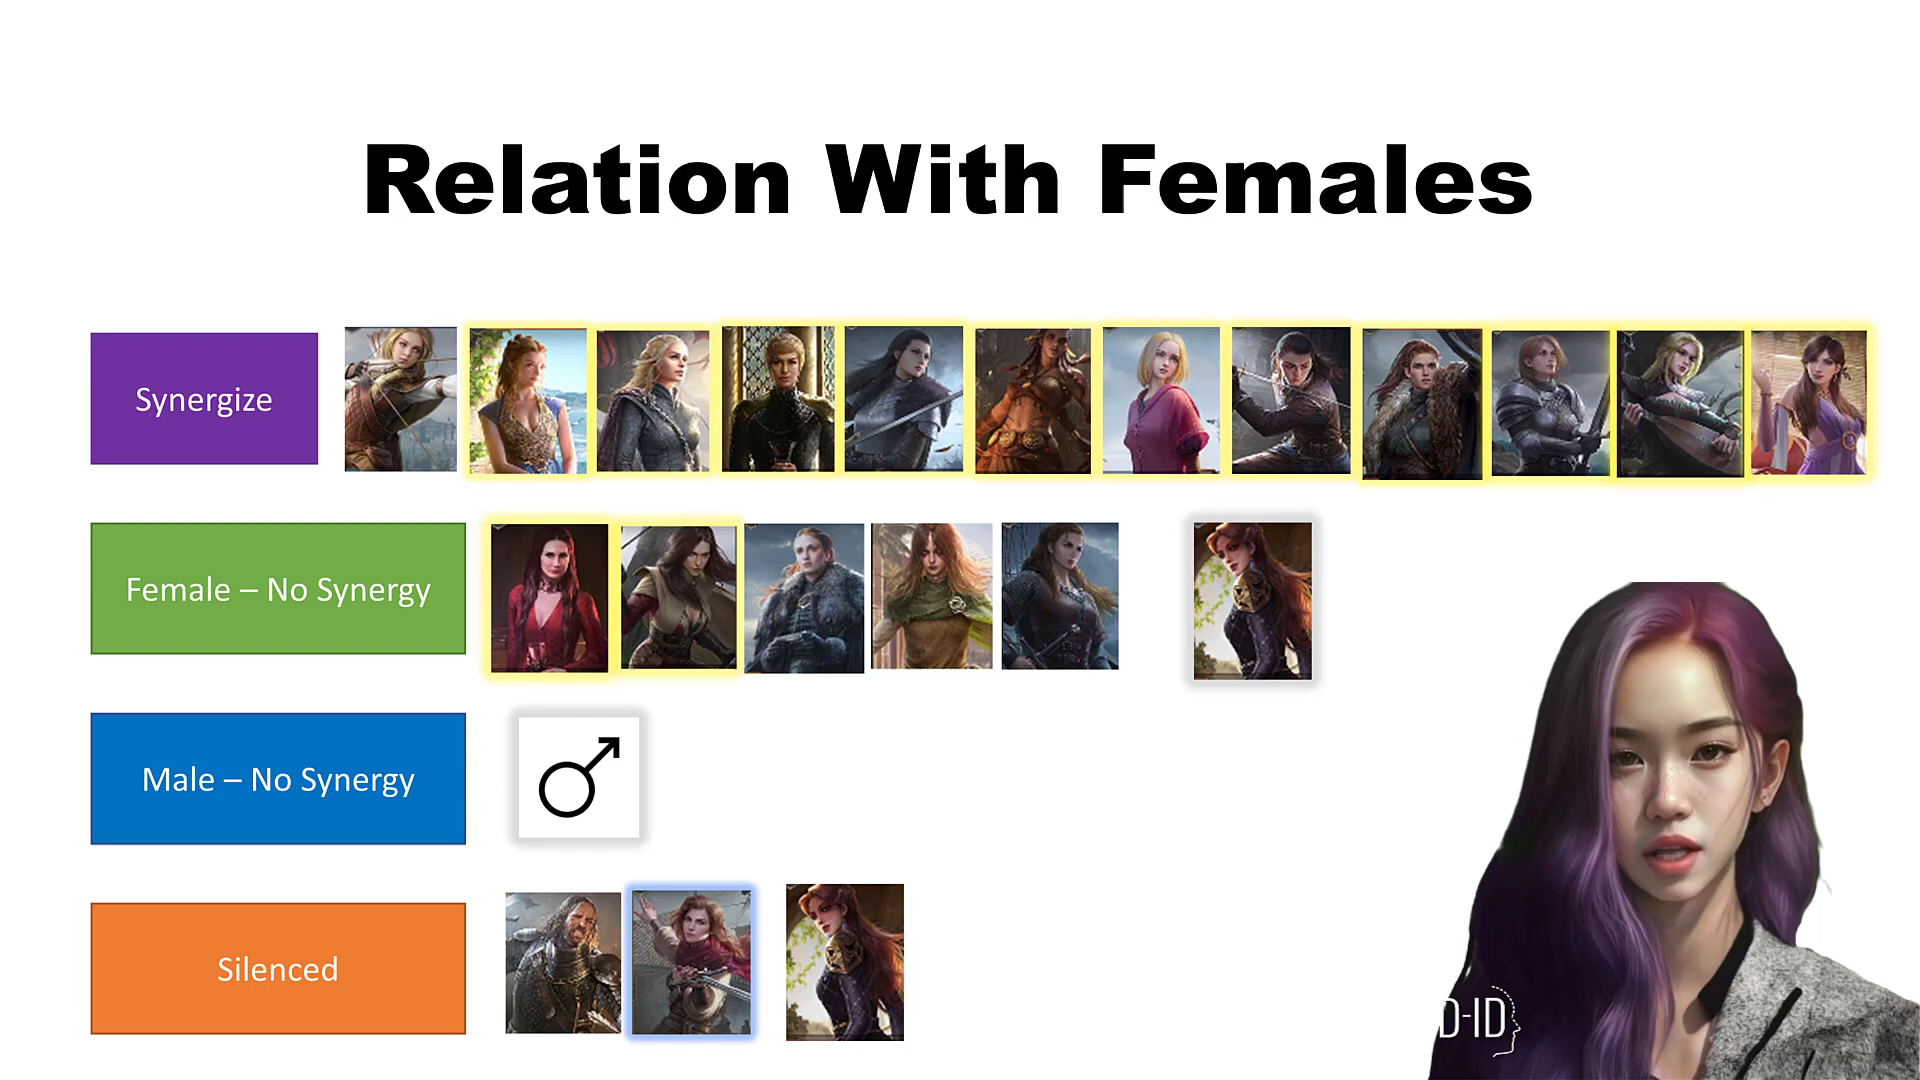 Relation With Females
Synergize
Female – No Synergy
Male – No Synergy
Silenced
D-ID